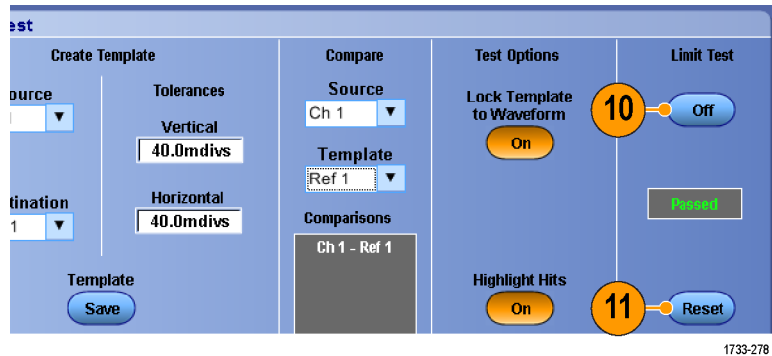 est
Create Template
Compare
Test Options
Limit Test
ource
Tolerances
Source
Lock Template
to Waveform
10
Off
Vertical
Ch 1
On
40.0mdivs
Template
Ref 1
tination
Horizontal
Passed
1
40.0mdivs
Comparisons
Ch 1 - Ref 1
Template
Save
Highlight Hits
On
11
Reset
1733-278